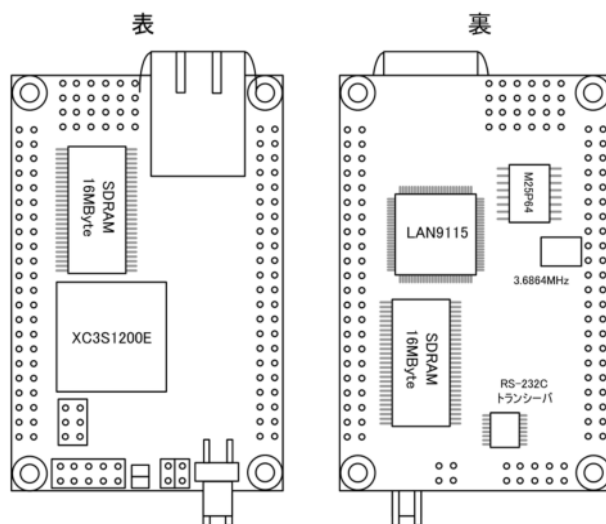 表
SDRAM
16MByte
XC3S1200E
裏
M25P64
LAN9115
3.6864MHz
SDRAM
16MByte
RS-232C
トランシーバ